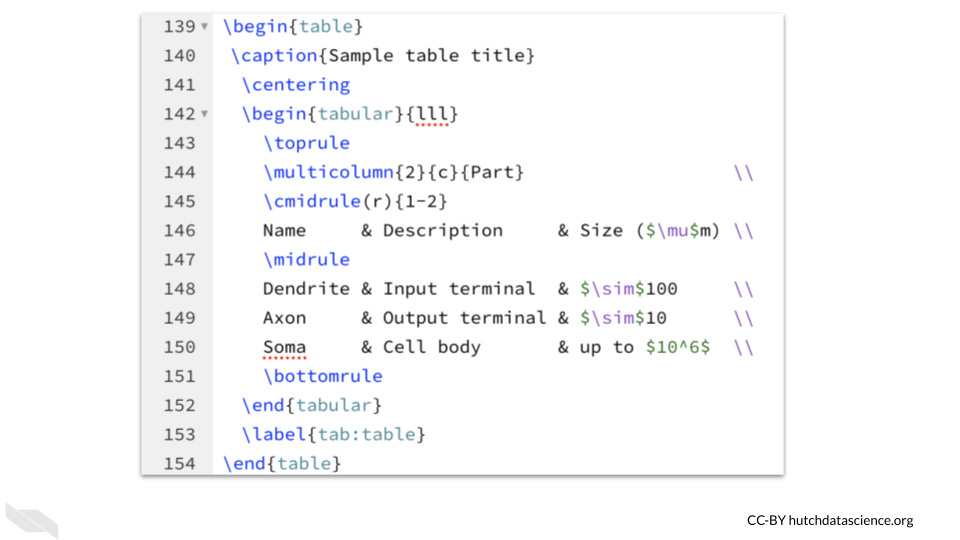 139 \begin{table}
140 \caption{Sample table title}
141 \centering
142 \begin{tabular}{lll}
143 \toprule
144 \multicolumn{2}{c}{Part} \\
145 \cmidrule(r){1-2}
146 Name & Description & Size ($\mu$m) \\
147 \midrule
148 Dendrite & Input terminal & $\sim$100 \\
149 Axon & Output terminal & $\sim$10 \\
150 Soma & Cell body & up to $10^6$ \\
151 \bottomrule
152 \end{tabular}
153 \label{tab:table}
154 \end{table}
CC-BY hutchdatascience.org